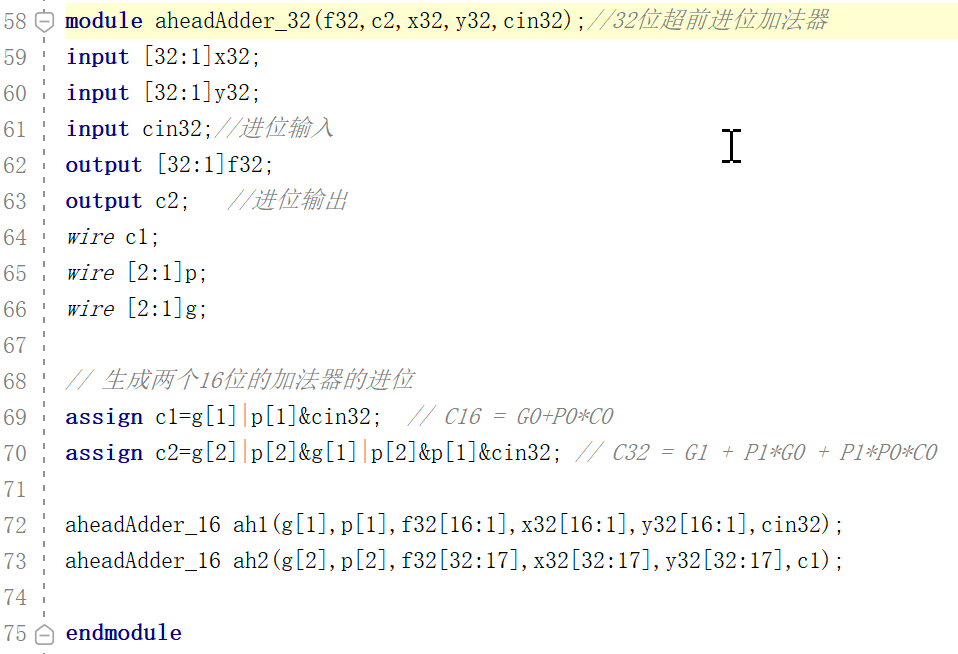 58 module aheadAdder_32(f32,c2,x32,y32,cin32);//32位超前进位加法器
59 input [32:1]x32;
60 input [32:1]y32;
61 input cin32;//进位输入
62 output [32:1]f32;
63 output c2;   //进位输出
64 wire c1;
65 wire [2:1]p;
66 wire [2:1]g;
67
68 // 生成两个16位的加法器的进位
69 assign c1=g[1]|p[1]&cin32;  // C16 = G0+P0*C0
70 assign c2=g[2]|p[2]&g[1]|p[2]&p[1]&cin32; // C32 = G1 + P1*G0 + P1*P0*C0
71
72 aheadAdder_16 ah1(g[1],p[1],f32[16:1],x32[16:1],y32[16:1],cin32);
73 aheadAdder_16 ah2(g[2],p[2],f32[32:17],x32[32:17],y32[32:17],c1);
74
75 endmodule